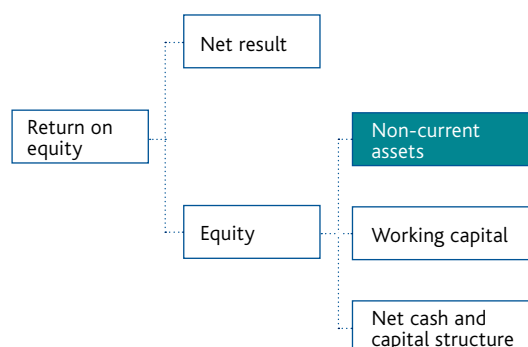 Net result
Return on
equity
Non-current
assets
Equity
Working capital
Net cash and
capital structure